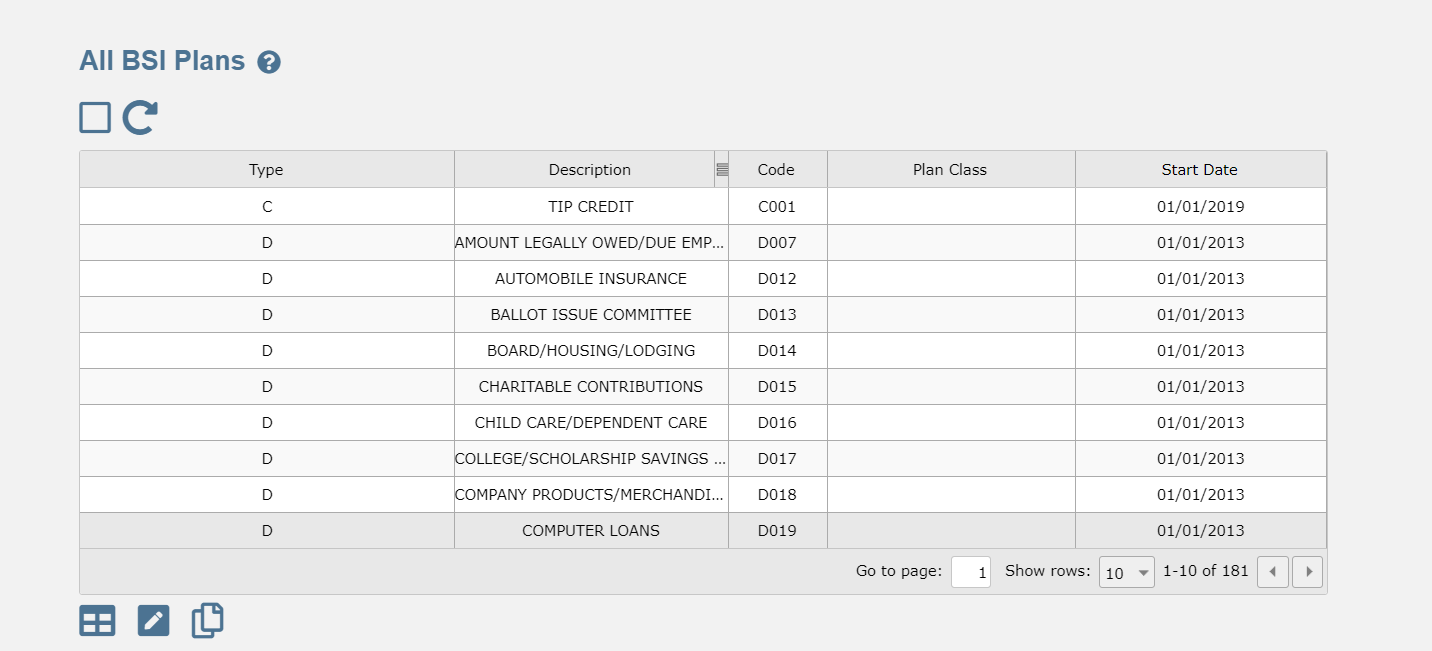 All BSI Plans ?
Type Description Code Plan Class Start Date
C TIP CREDIT C001 01/01/2019
D AMOUNT LEGALLY OWED/DUE EMP... D007 01/01/2013
D AUTOMOBILE INSURANCE D012 01/01/2013
D BALLOT ISSUE COMMITTEE D013 01/01/2013
D BOARD/HOUSING/LODGING D014 01/01/2013
D CHARITABLE CONTRIBUTIONS D015 01/01/2013
D CHILD CARE/DEPENDENT CARE D016 01/01/2013
D COLLEGE/SCHOLARSHIP SAVINGS ... D017 01/01/2013
D COMPANY PRODUCTS/MERCHANDI... D018 01/01/2013
D COMPUTER LOANS D019 01/01/2013
Go to page: 1 Show rows: 10 1-10 of 181